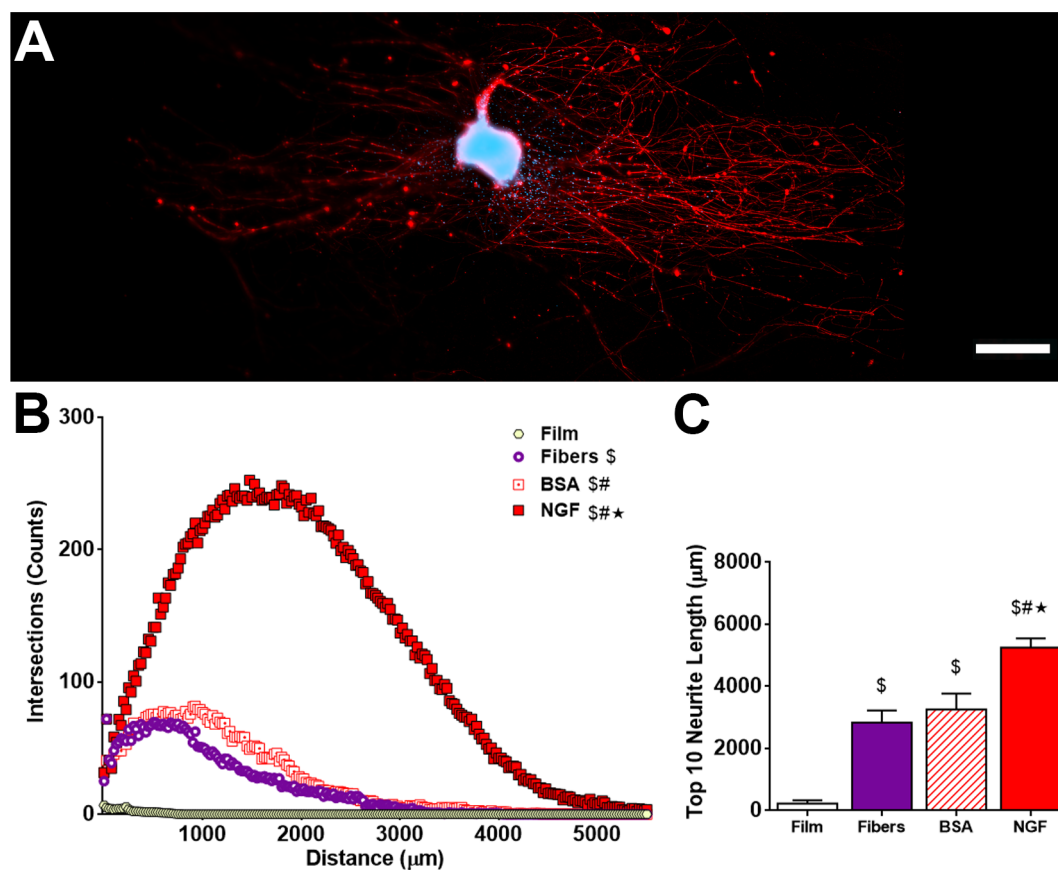 A
B
300
200
100
0
Intersections (Counts)
1000 2000 3000 4000 5000
Distance (μm)
Film
Fibers $
BSA $#
NGF $#★
C
8000
6000
4000
2000
0
Top 10 Neurite Length (μm)
$
$
$#★
Film Fibers BSA NGF